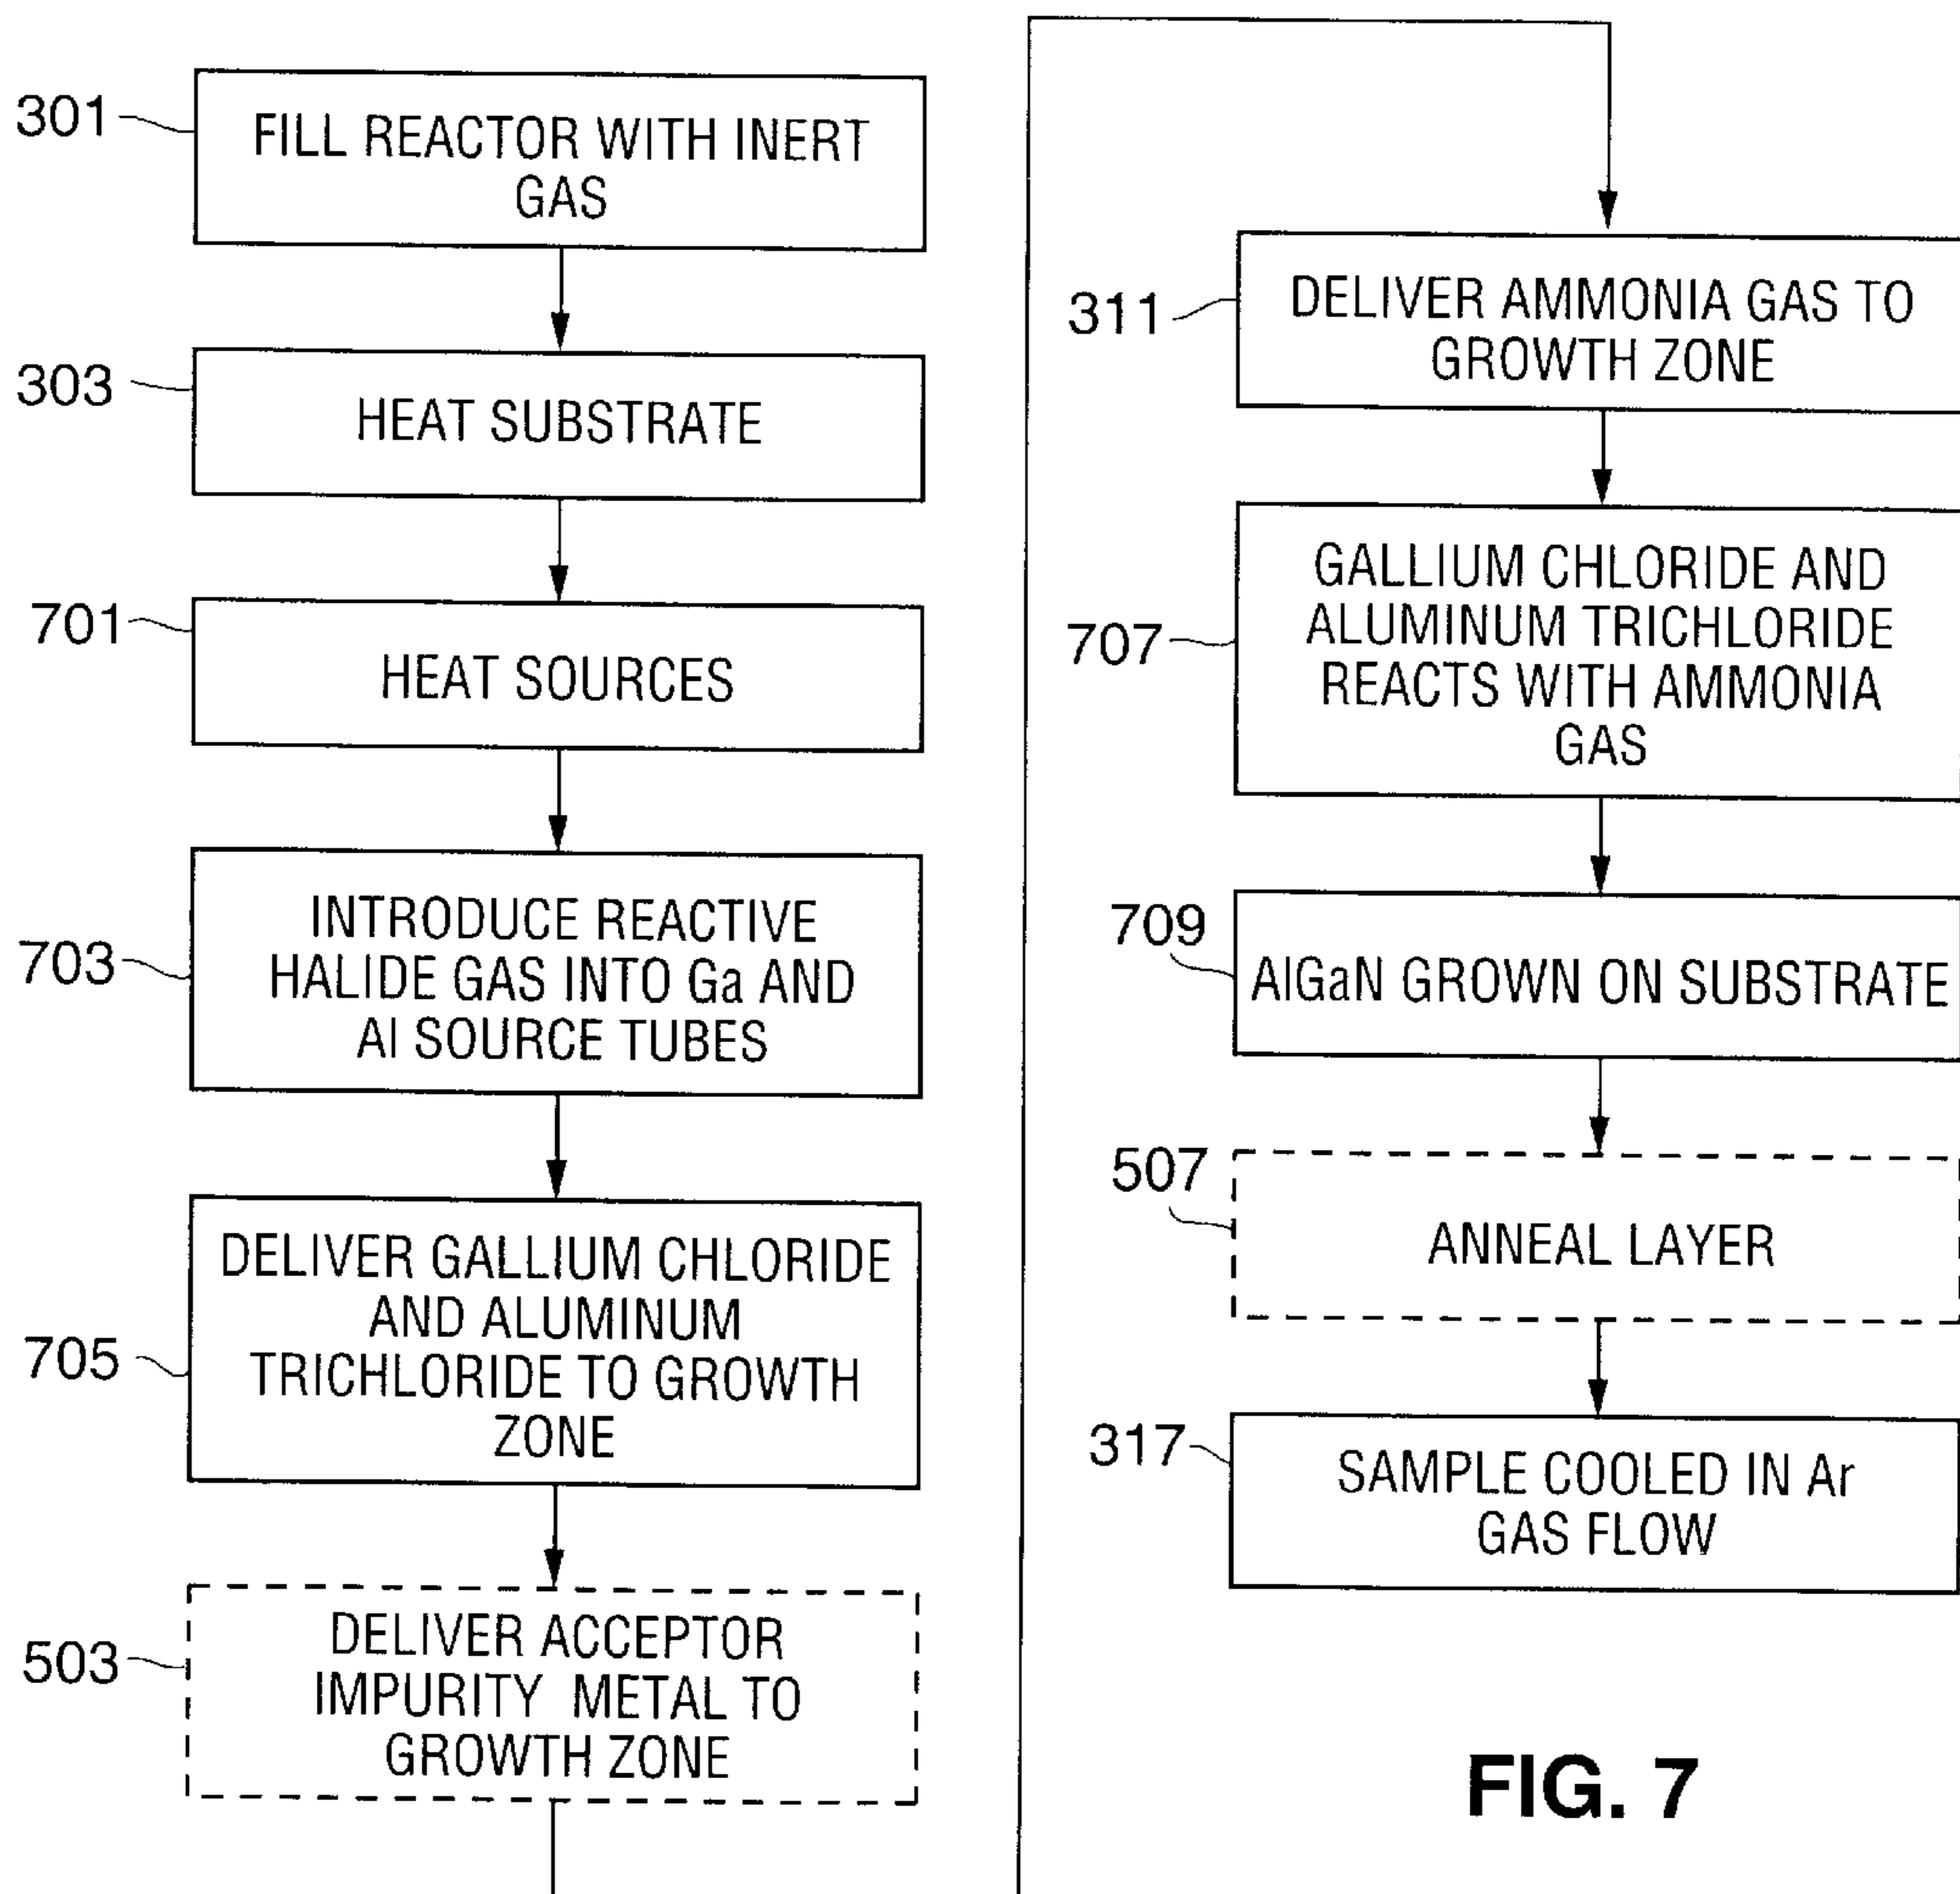 301
FILL REACTOR WITH INERT
GAS
303
HEAT SUBSTRATE
701
HEAT SOURCES
703
INTRODUCE REACTIVE
HALIDE GAS INTO Ga AND
Al SOURCE TUBES
705
DELIVER GALLIUM CHLORIDE
AND ALUMINUM
TRICHLORIDE TO GROWTH
ZONE
503
DELIVER ACCEPTOR
IMPURITY METAL TO
GROWTH ZONE
311
DELIVER AMMONIA GAS TO
GROWTH ZONE
707
GALLIUM CHLORIDE AND
ALUMINUM TRICHLORIDE
REACTS WITH AMMONIA
GAS
709
AlGaN GROWN ON SUBSTRATE
507
ANNEAL LAYER
317
SAMPLE COOLED IN Ar
GAS FLOW
FIG. 7